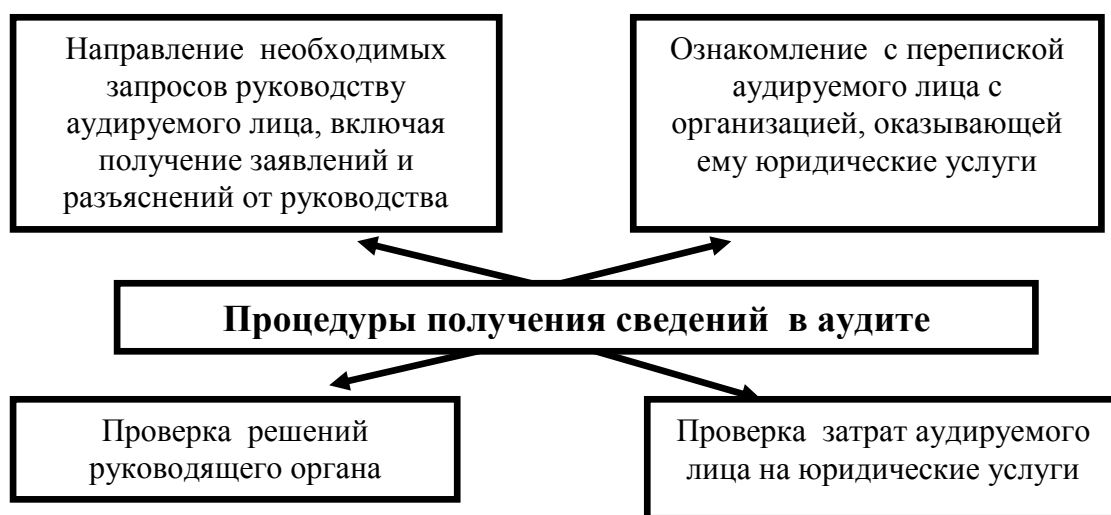 Направление необходимых
запросов руководству
аудируемого лица, включая
получение заявлений и
разъяснений от руководства
Ознакомление с перепиской
аудируемого лица с
организацией, оказывающей
ему юридические услуги
Процедуры получения сведений в аудите
Проверка решений
руководящего органа
Проверка затрат аудируемого
лица на юридические услуги